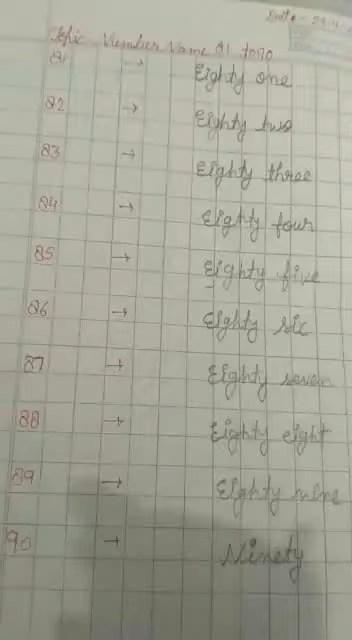 Topic Number Name 81 to 90
81 → Eighty one
82 → Eighty two
83 → Eighty three
84 → Eighty four
85 → Eighty five
86 → Eighty six
87 → Eighty seven
88 → Eighty eight
89 → Eighty nine
90 → Ninety